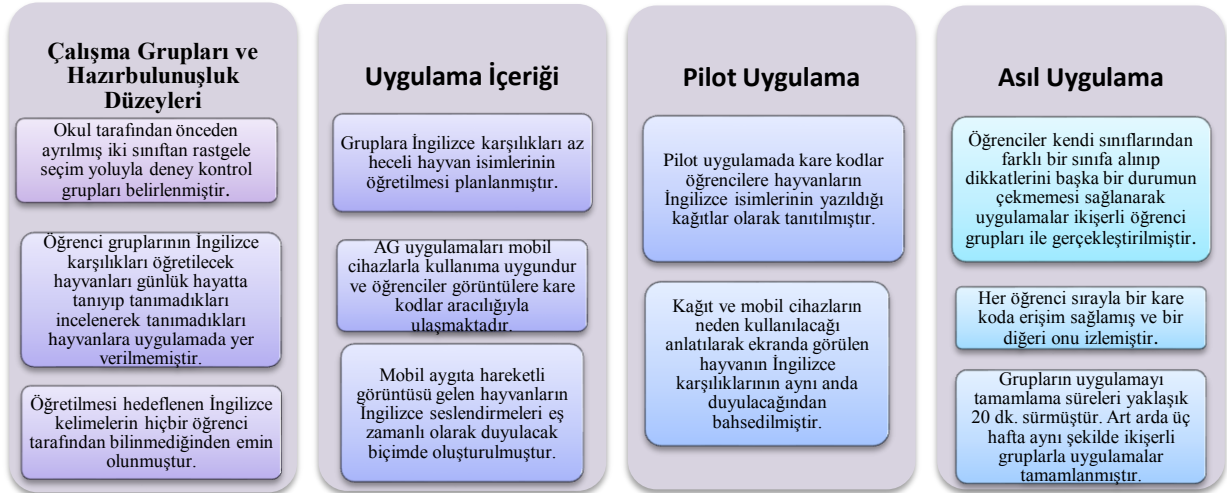 Çalışma Grupları ve
Hazırbulunuşluk
Düzeyleri
Okul tarafından önceden
ayrılmış iki sınıftan rastgele
seçim yoluyla deney kontrol
grupları belirlenmiştir.
Öğrenci gruplarının İngilizce
karşılıkları öğretilecek
hayvanları günlük hayatta
tanıyıp tanımadıkları
incelenerek tanımadıkları
hayvanlara uygulamada yer
verilmemiştir.
Öğretilmesi hedeflenen İngilizce
kelimelerin hiçbir öğrenci
tarafından bilinmediğinden emin
olunmuştur.
Uygulama İçeriği
Gruplara İngilizce karşılıkları az
heceli hayvan isimlerinin
öğretilmesi planlanmıştır.
AG uygulamaları mobil
cihazlarla kullanıma uygundur
ve öğrenciler görüntülere kare
kodlar aracılığıyla
ulaşmaktadır.
Mobil aygıta hareketli
görüntüsü gelen hayvanların
İngilizce seslendirmeleri eş
zamanlı olarak duyulacak
biçimde oluşturulmuştur.
Pilot Uygulama
Pilot uygulamada kare kodlar
öğrencilere hayvanların
İngilizce isimlerinin yazıldığı
kağıtlar olarak tanıtılmıştır.
Kağıt ve mobil cihazların
neden kullanılacağı
anlatılarak ekranda görülen
hayvanın İngilizce
karşılıklarının aynı anda
duyulacağından
bahsedilmiştir.
Asıl Uygulama
Öğrenciler kendi sınıflarından
farklı bir sınıfa alınıp
dikkatlerini başka bir durumun
çekmemesi sağlanarak
uygulamalar ikişerli öğrenci
grupları ile gerçekleştirilmiştir.
Her öğrenci sırayla bir kare
koda erişim sağlamış ve bir
diğeri onu izlemiştir.
Grupların uygulamayı
tamamlama süreleri yaklaşık
20 dk. sürmüştür. Art arda üç
hafta aynı şekilde ikişerli
gruplarla uygulamalar
tamamlanmıştır.